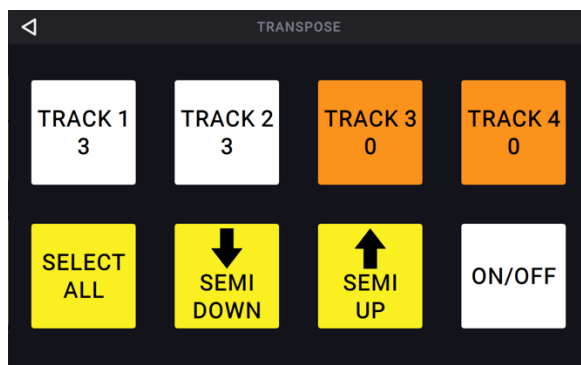 TRANSPOSE
TRACK 1
3
TRACK 2
3
TRACK 3
0
TRACK 4
0
SELECT
ALL
SEMI
DOWN
SEMI
UP
ON/OFF